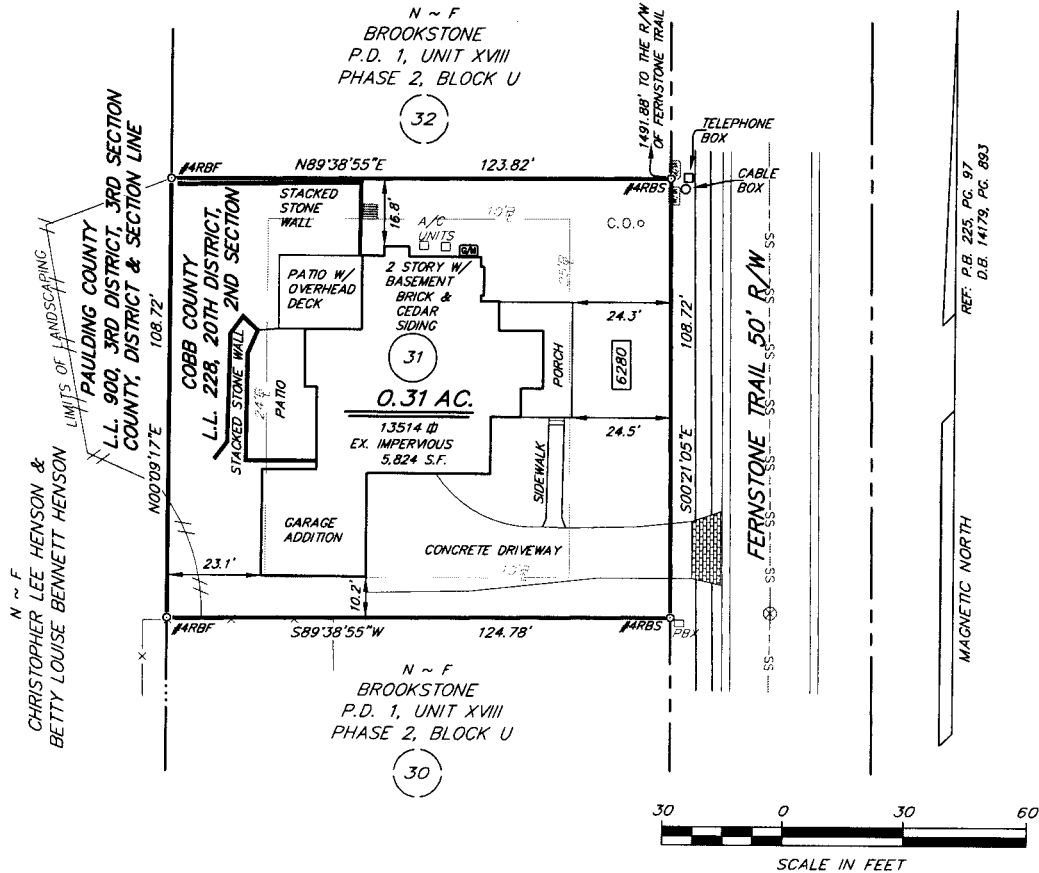 N ~ F
BROOKSTONE
P.D. 1, UNIT XVIII
PHASE 2, BLOCK U
32
1491.88' TO THE R/W
OF FERNSTONE TRAIL
TELEPHONE
BOX
CABLE
BOX
#4RBF
N89°38'55"E
123.82'
#4RBS
STACKED
STONE
WALL
16.8'
A/C
UNITS
G/M
10'B
C.O.
PATIO W/
OVERHEAD
DECK
2 STORY W/
BASEMENT
BRICK &
CEDAR
SIDING
25'B
24.3'
PAULDING COUNTY
L.L. 900, 3RD DISTRICT, 3RD SECTION
COUNTY, DISTRICT & SECTION LINE
COBB COUNTY
L.L. 228, 20TH DISTRICT,
2ND SECTION
LIMITS OF LANDSCAPING
108.72'
N00°09'17"E
STACKED STONE WALL
24'B
PATIO
31
0.31 AC.
13514 ⏍
EX. IMPERVIOUS
5,824 S.F.
PORCH
6280
24.5'
108.72'
S00°21'05"E
FERNSTONE TRAIL 50' R/W
SS
SS
SS
REF: P.B. 225, PG. 97
D.B. 14179, PG. 893
MAGNETIC NORTH
SIDEWALK
GARAGE
ADDITION
CONCRETE DRIVEWAY
10'B
23.1'
10.2'
N ~ F
CHRISTOPHER LEE HENSON &
BETTY LOUISE BENNETT HENSON
#4RBF
S89°38'55"W
124.78'
#4RBS
PBX
N ~ F
BROOKSTONE
P.D. 1, UNIT XVIII
PHASE 2, BLOCK U
30
30 0 30 60
SCALE IN FEET